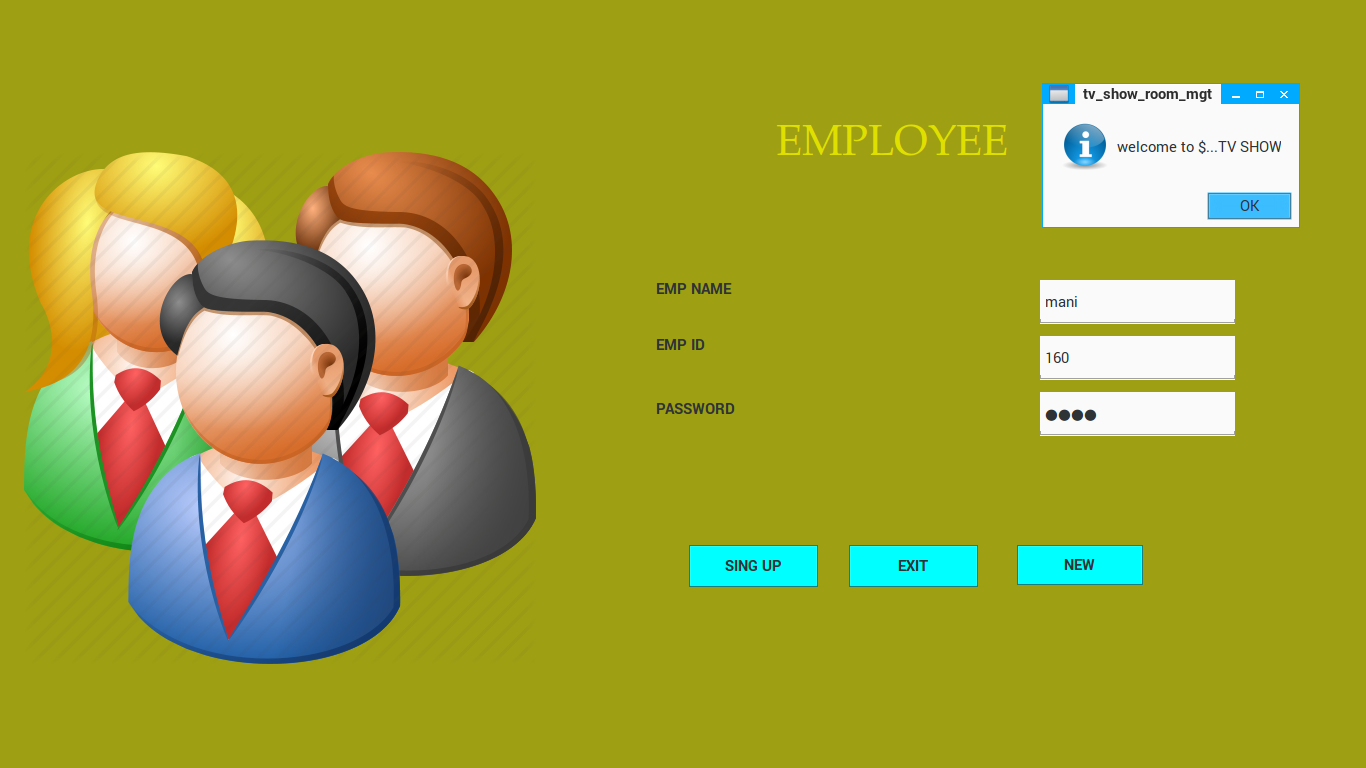 tv_show_room_mgt
EMPLOYEE
welcome to $...TV SHOW
OK
EMP NAME
mani
EMP ID
160
PASSWORD
●●●●
SING UP
EXIT
NEW